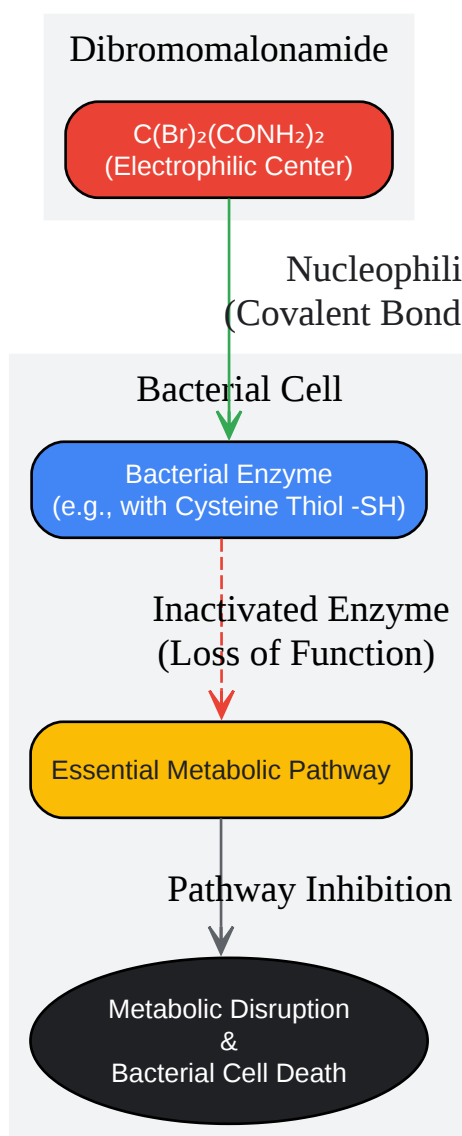 Dibromomalonamide
C(Br)₂(CONH₂)₂
(Electrophilic Center)
Nucleophili
(Covalent Bond
Bacterial Cell
Bacterial Enzyme
(e.g., with Cysteine Thiol -SH)
Inactivated Enzyme
(Loss of Function)
Essential Metabolic Pathway
Pathway Inhibition
Metabolic Disruption
&
Bacterial Cell Death